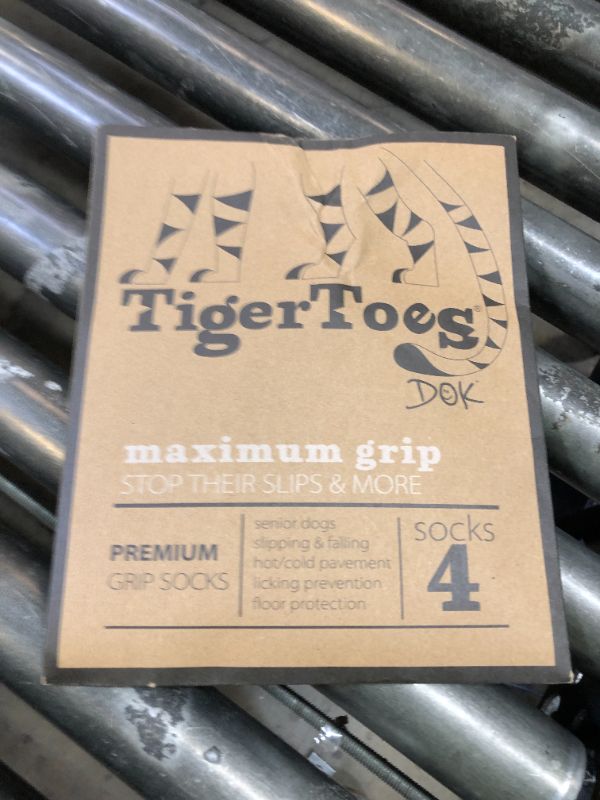 TigerToes®
DOK
maximum grip
STOP THEIR SLIPS & MORE
PREMIUM
GRIP SOCKS
senior dogs
slipping & falling
hot/cold pavement
licking prevention
floor protection
socks
4